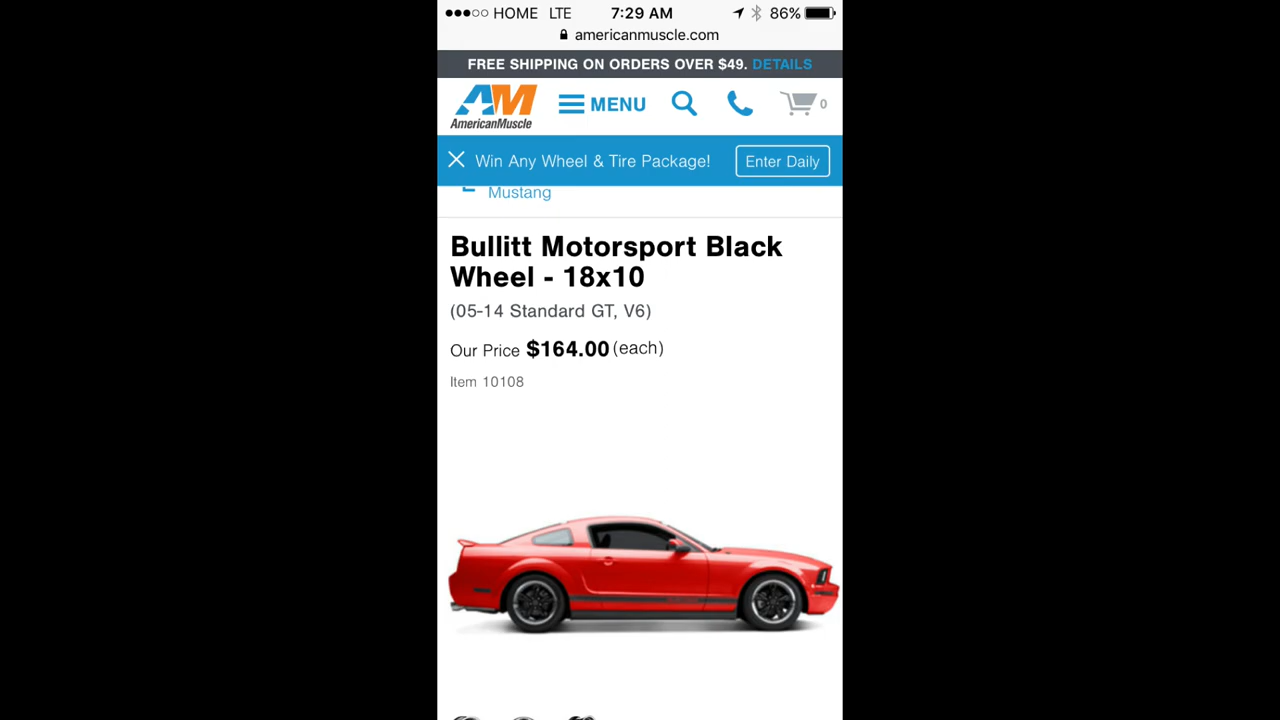 HOME LTE 7:29 AM 86%
americanmuscle.com
FREE SHIPPING ON ORDERS OVER $49. DETAILS
AM
AmericanMuscle
MENU
0
Win Any Wheel & Tire Package! Enter Daily
Mustang
Bullitt Motorsport Black
Wheel - 18x10
(05-14 Standard GT, V6)
Our Price $164.00 (each)
Item 10108